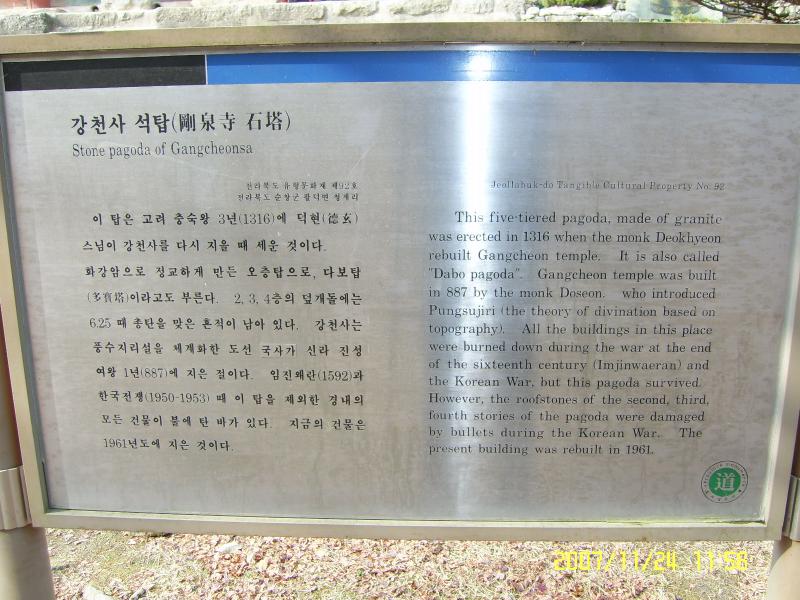 강천사 석탑(剛泉寺 石塔)
Stone pagoda of Gangcheonsa
전라북도 유형문화재 제92호
전라북도 순창군 팔덕면 청계리
이 탑은 고려 충숙왕 3년(1316)에 덕현(德玄)
스님이 강천사를 다시 지을 때 세운 것이다.
화강암으로 정교하게 만든 오층탑으로, 다보탑
(多寶塔)이라고도 부른다. 2, 3, 4층의 덮개돌에는
6.25 때 총탄을 맞은 흔적이 남아 있다. 강천사는
풍수지리설을 체계화한 도선 국사가 신라 진성
여왕 1년(887)에 지은 절이다. 임진왜란(1592)과
한국전쟁(1950-1953) 때 이 탑을 제외한 경내의
모든 건물이 불에 탄 바가 있다. 지금의 건물은
1961년도에 지은 것이다.
Jeollabuk-do Tangible Cultural Property No. 92
This five-tiered pagoda, made of granite
was erected in 1316 when the monk Deokhyeon
rebuilt Gangcheon temple. It is also called
"Dabo pagoda". Gangcheon temple was built
in 887 by the monk Doseon. who introduced
Pungsujiri (the theory of divination based on
topography). All the buildings in this place
were burned down during the war at the end
of the sixteenth century (Imjinwaeran) and
the Korean War, but this pagoda survived.
However, the roofstones of the second, third,
fourth stories of the pagoda were damaged
by bullets during the Korean War. The
present building was rebuilt in 1961.
道
2007/11/24 11:56